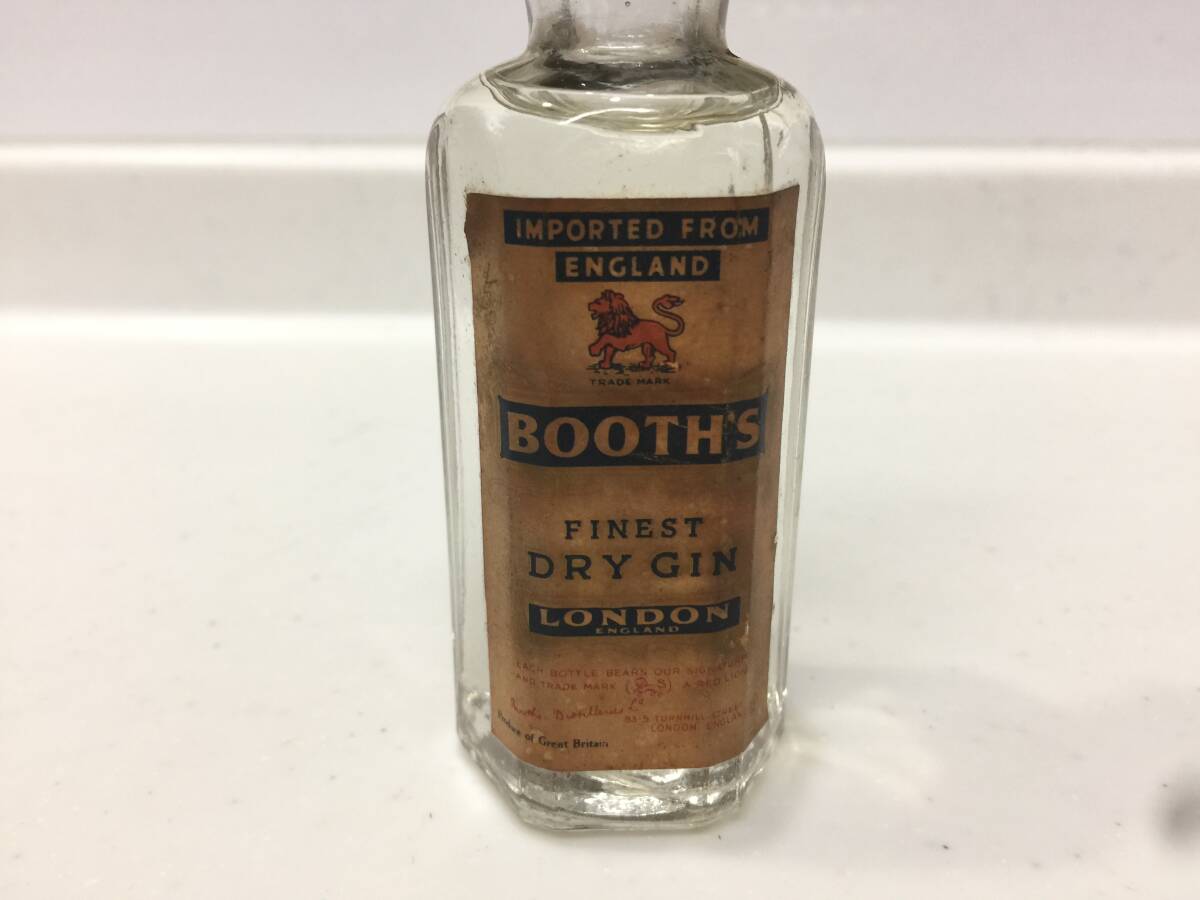 IMPORTED FROM
ENGLAND
TRADE MARK
BOOTH'S
FINEST
DRY GIN
LONDON
ENGLAND
EACH BOTTLE BEARS OUR SIGNATURE
AND TRADE MARK A RED LION
Booth's Distilleries Ld
TURNMILL STREET
LONDON, ENGLAND
Produce of Great Britain